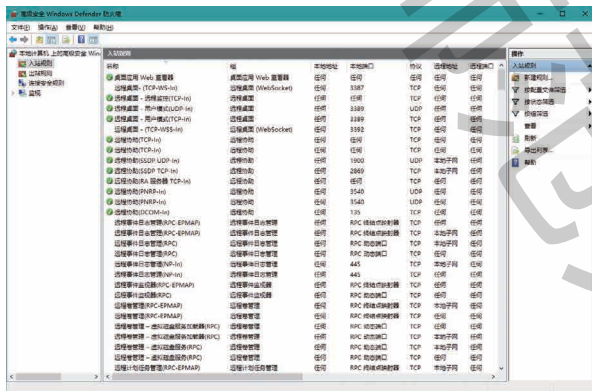 高级安全 Windows Defender 防火墙
文件(F) 操作(A) 查看(V) 帮助(H)
本地计算机 上的高级安全 Win
入站规则
出站规则
连接安全规则
监视
入站规则
名称 组 本地地址 本地端口 协议 远程地址 远程端口
桌面应用 Web 查看器 桌面应用 Web 查看器 任何 任何 任何 任何 任何
远程桌面- (TCP-WS-In) 远程桌面 (WebSocket) 任何 3387 TCP 任何 任何
远程桌面 - 远程监控(TCP-In) 远程桌面 任何 任何 TCP 任何 任何
远程桌面 - 用户模式(UDP-In) 远程桌面 任何 3389 UDP 任何 任何
远程桌面 - 用户模式(TCP-In) 远程桌面 任何 3389 TCP 任何 任何
远程桌面 - (TCP-WSS-In) 远程桌面 (WebSocket) 任何 3392 TCP 任何 任何
远程协助(TCP-In) 远程协助 任何 任何 TCP 任何 任何
远程协助(TCP-In) 远程协助 任何 任何 TCP 任何 任何
远程协助(SSDP UDP-In) 远程协助 任何 1900 UDP 本地子网 任何
远程协助(SSDP TCP-In) 远程协助 任何 2869 TCP 本地子网 任何
远程协助(RA 服务器 TCP-In) 远程协助 任何 任何 TCP 任何 任何
远程协助(PNRP-In) 远程协助 任何 3540 UDP 任何 任何
远程协助(PNRP-In) 远程协助 任何 3540 UDP 任何 任何
远程协助(DCOM-In) 远程协助 任何 135 TCP 任何 任何
远程事件日志管理(RPC-EPMAP) 远程事件日志管理 任何 RPC 终结点映射器 TCP 任何 任何
远程事件日志管理(RPC-EPMAP) 远程事件日志管理 任何 RPC 终结点映射器 TCP 本地子网 任何
远程事件日志管理(RPC) 远程事件日志管理 任何 RPC 动态端口 TCP 本地子网 任何
远程事件日志管理(RPC) 远程事件日志管理 任何 RPC 动态端口 TCP 任何 任何
远程事件日志管理(NP-In) 远程事件日志管理 任何 445 TCP 本地子网 任何
远程事件日志管理(NP-In) 远程事件日志管理 任何 445 TCP 任何 任何
远程事件监视器(RPC-EPMAP) 远程事件监视器 任何 RPC 终结点映射器 TCP 任何 任何
远程事件监视器(RPC) 远程事件监视器 任何 RPC 动态端口 TCP 任何 任何
远程卷管理(RPC-EPMAP) 远程卷管理 任何 RPC 终结点映射器 TCP 本地子网 任何
远程卷管理(RPC-EPMAP) 远程卷管理 任何 RPC 终结点映射器 TCP 任何 任何
远程卷管理 - 虚拟磁盘服务加载器(RPC) 远程卷管理 任何 RPC 动态端口 TCP 任何 任何
远程卷管理 - 虚拟磁盘服务加载器(RPC) 远程卷管理 任何 RPC 动态端口 TCP 本地子网 任何
远程卷管理 - 虚拟磁盘服务(RPC) 远程卷管理 任何 RPC 动态端口 TCP 本地子网 任何
远程卷管理 - 虚拟磁盘服务(RPC) 远程卷管理 任何 RPC 动态端口 TCP 任何 任何
远程计划任务管理(RPC-EPMAP) 远程计划任务管理 任何 RPC 终结点映射器 TCP 本地子网 任何
操作
入站规则
新建规则...
按配置文件筛选
按状态筛选
按组筛选
查看
刷新
导出列表...
帮助